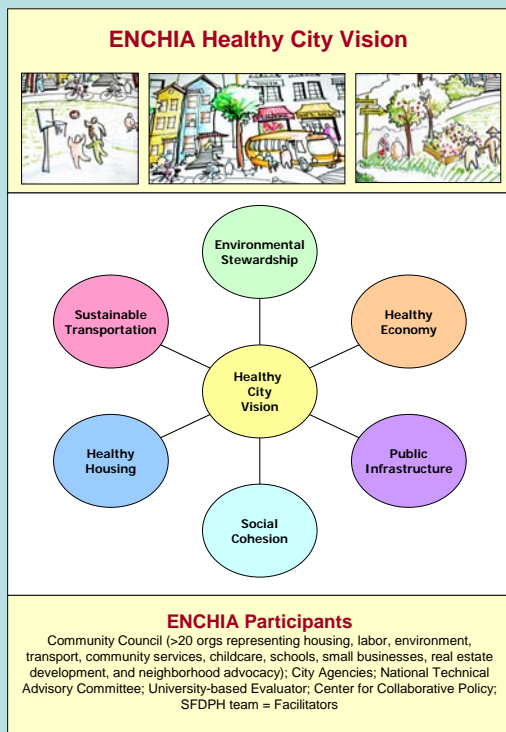 ENCHIA Healthy City Vision
Environmental
Stewardship
Sustainable
Transportation
Healthy
Economy
Healthy
City
Vision
Healthy
Housing
Public
Infrastructure
Social
Cohesion
ENCHIA Participants
Community Council (>20 orgs representing housing, labor, environment,
transport, community services, childcare, schools, small businesses, real estate
development, and neighborhood advocacy); City Agencies; National Technical
Advisory Committee; University-based Evaluator; Center for Collaborative Policy;
SFDPH team = Facilitators